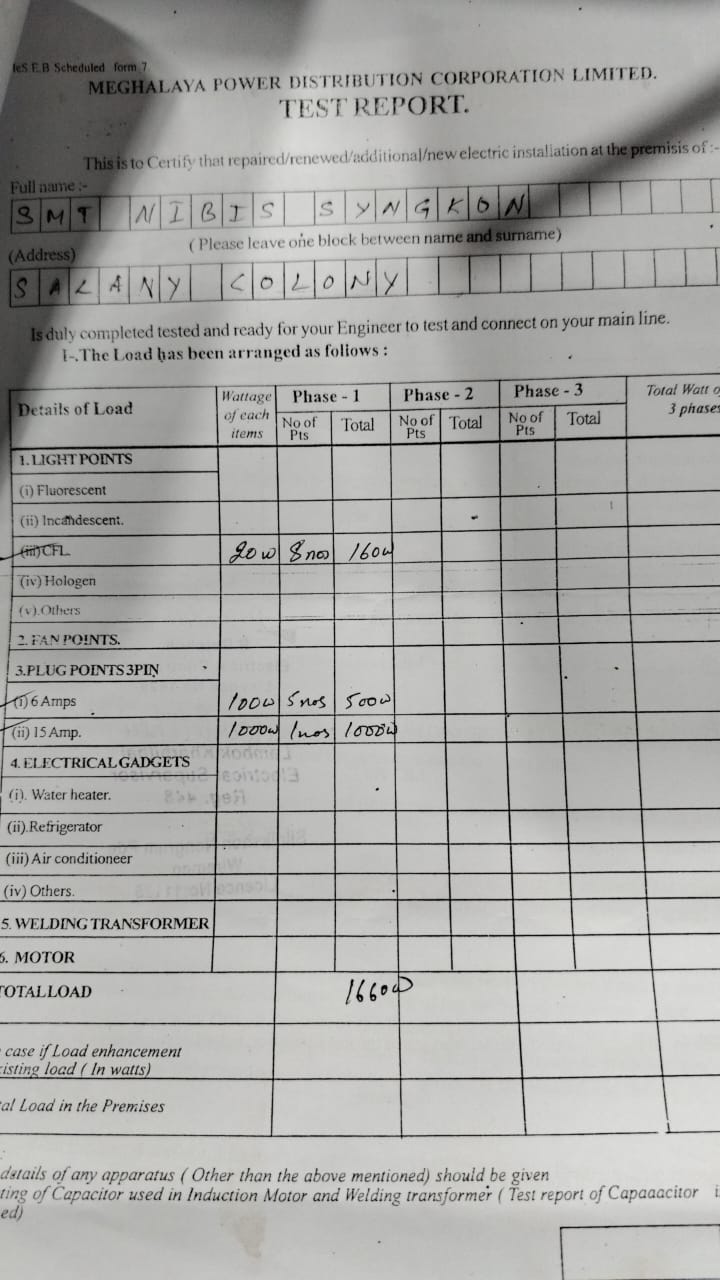 MeS E.B Scheduled form 7
MEGHALAYA POWER DISTRIBUTION CORPORATION LIMITED.
TEST REPORT.
This is to Certify that repaired/renewed/additional/new electric installation at the premisis of :-
Full name :-
SMT NIBIS SYNGKON
( Please leave one block between name and surname)
(Address)
SALANY COLONY
Is duly completed tested and ready for your Engineer to test and connect on your main line.
I-.The Load has been arranged as follows :
Details of Load Wattage of each items Phase - 1 Phase - 2 Phase - 3 Total Watt o 3 phases
No of Pts Total No of Pts Total No of Pts Total
1. LIGHT POINTS
(i) Fluorescent
(ii) Incandescent.
(iii) CFL. 20w 8nos 160w
(iv) Hologen
(v).Others
2. FAN POINTS.
3.PLUG POINTS 3PIN
(i) 6 Amps 100w 5nos 500w
(ii) 15 Amp. 1000w 1nos 1000w
4. ELECTRICAL GADGETS
(i). Water heater.
(ii).Refrigerator
(iii) Air conditioneer
(iv) Others.
5. WELDING TRANSFORMER
6. MOTOR
TOTAL LOAD 1660w
case if Load enhancement
isting load ( In watts)
al Load in the Premises
details of any apparatus ( Other than the above mentioned) should be given
ting of Capacitor used in Induction Motor and Welding transformer ( Test report of Capaaacitor i
ed)